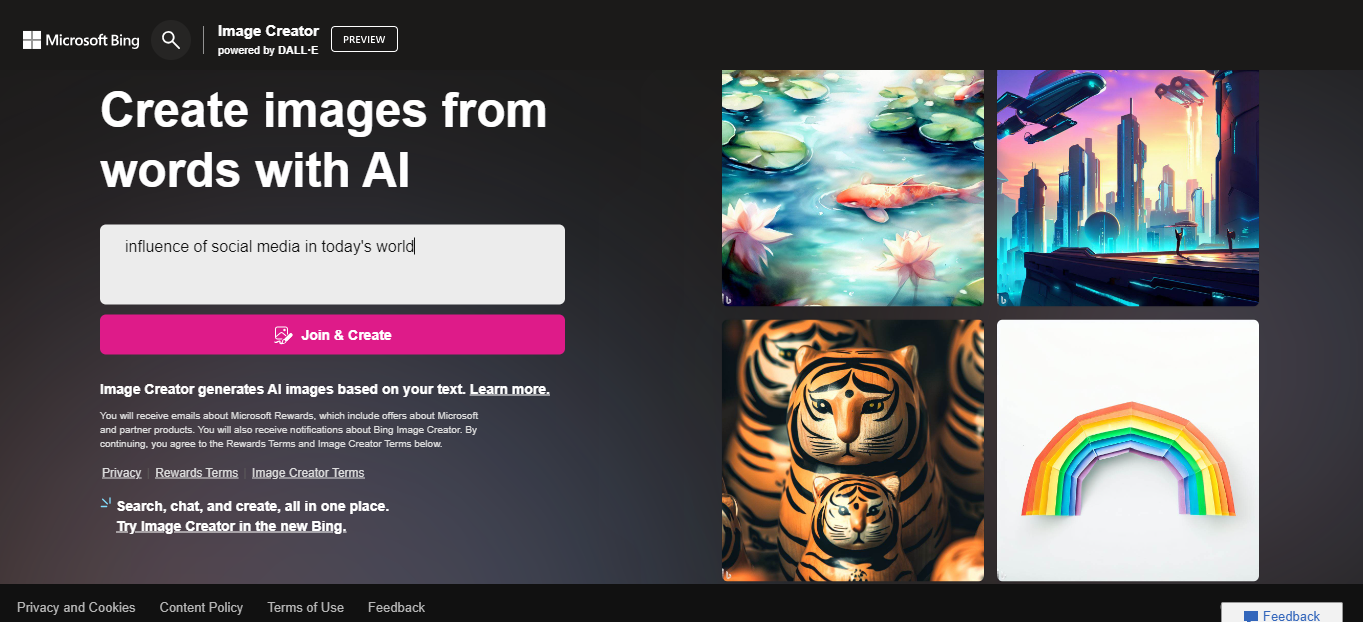 Microsoft Bing
Image Creator
powered by DALL·E
PREVIEW
Create images from
words with AI
influence of social media in today's world
Join & Create
Image Creator generates AI images based on your text. Learn more.
You will receive emails about Microsoft Rewards, which include offers about Microsoft
and partner products. You will also receive notifications about Bing Image Creator. By
continuing, you agree to the Rewards Terms and Image Creator Terms below.
Privacy | Rewards Terms | Image Creator Terms
Search, chat, and create, all in one place.
Try Image Creator in the new Bing.
Privacy and Cookies Content Policy Terms of Use Feedback
Feedback